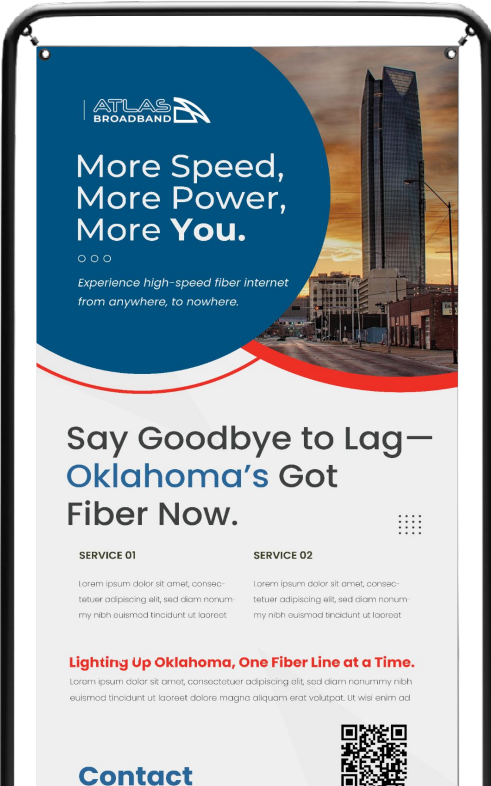 ATLAS
BROADBAND
More Speed,
More Power,
More You.
Experience high-speed fiber internet
from anywhere, to nowhere.
Say Goodbye to Lag—
Oklahoma's Got
Fiber Now.
SERVICE 01
Lorem ipsum dolor sit amet, consec-
tetuer adipiscing elit, sed diam nonum-
my nibh euismod tincidunt ut laoreet
SERVICE 02
Lorem ipsum dolor sit amet, consec-
tetuer adipiscing elit, sed diam nonum-
my nibh euismod tincidunt ut laoreet
Lighting Up Oklahoma, One Fiber Line at a Time.
Lorem ipsum dolor sit amet, consectetuer adipiscing elit, sed diam nonummy nibh
euismod tincidunt ut laoreet dolore magna aliquam erat volutpat. Ut wisi enim ad
Contact